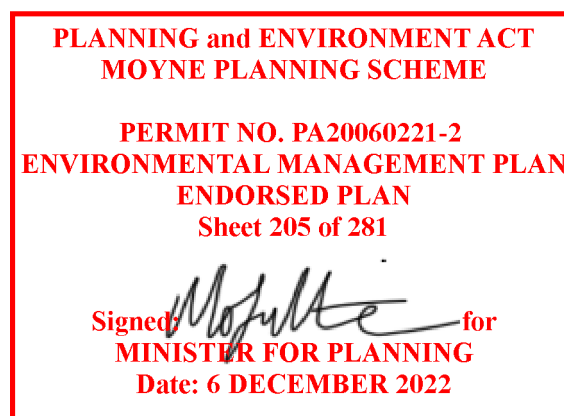 PLANNING and ENVIRONMENT ACT
MOYNE PLANNING SCHEME
PERMIT NO. PA20060221-2
ENVIRONMENTAL MANAGEMENT PLAN
ENDORSED PLAN
Sheet 205 of 281
Signed: for
MINISTER FOR PLANNING
Date: 6 DECEMBER 2022